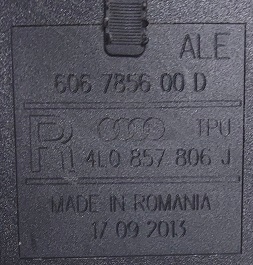 ALE
606 7856 00 D
TPU
4L0 857 806 J
MADE IN ROMANIA
17 09 2013